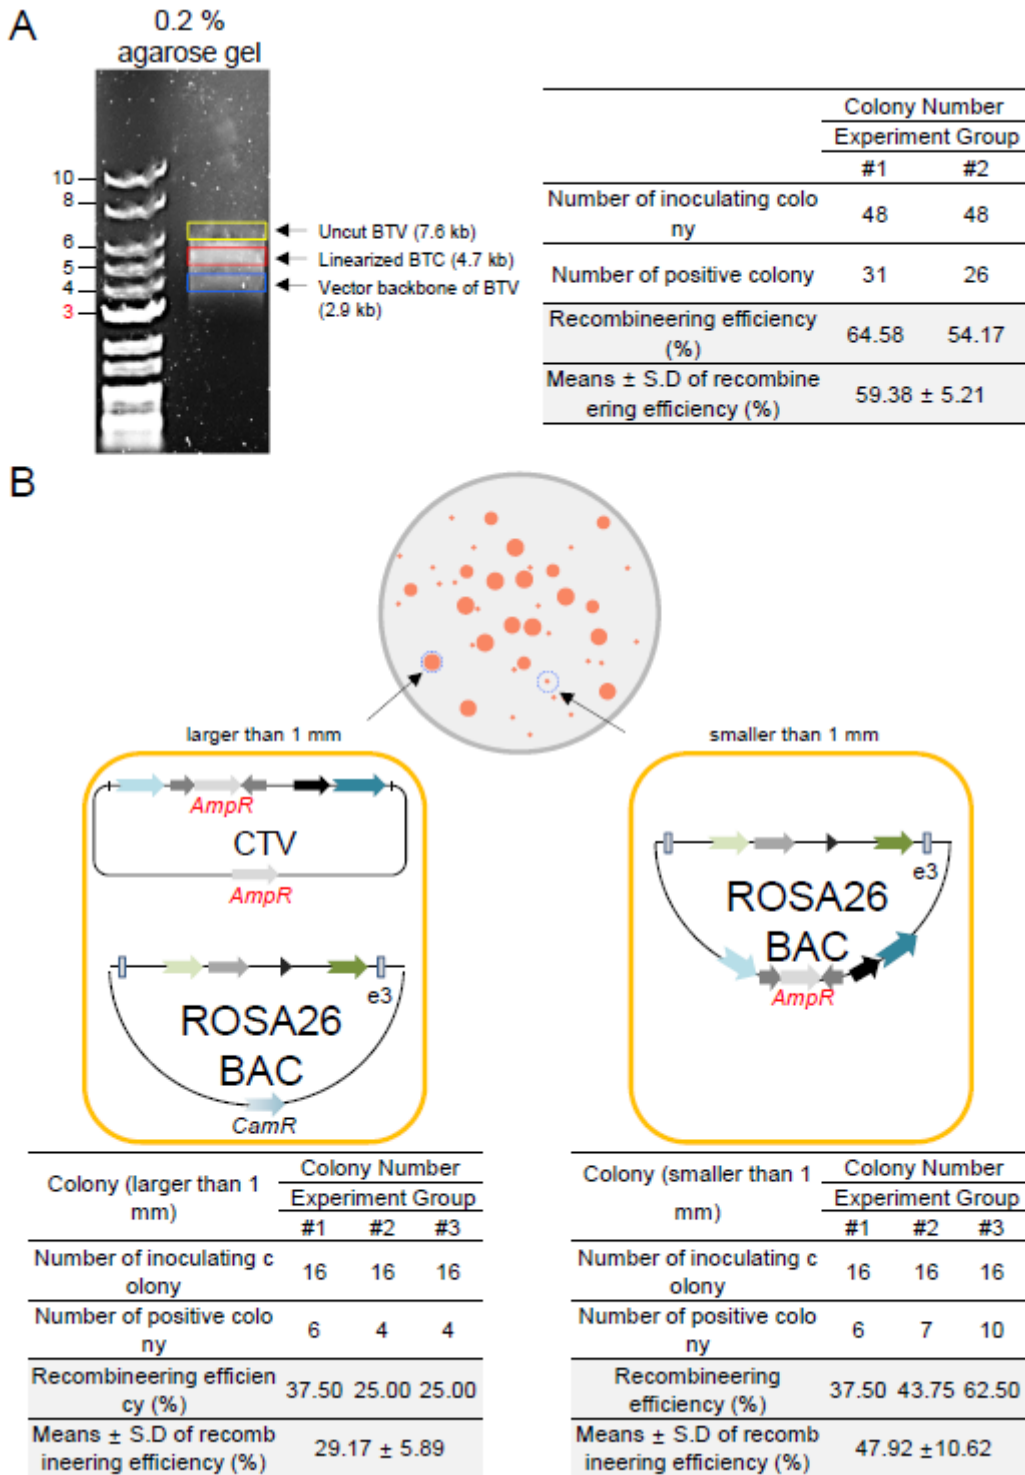 A
0.2 %
agarose gel
10
8
6
5
4
3
Uncut BTV (7.6 kb)
Linearized BTC (4.7 kb)
Vector backbone of BTV
(2.9 kb)
Colony Number
Experiment Group
#1 #2
Number of inoculating colo
ny
48 48
Number of positive colony 31 26
Recombineering efficiency
(%)
64.58 54.17
Means ± S.D of recombine
ering efficiency (%)
59.38 ± 5.21
B
larger than 1 mm
smaller than 1 mm
AmpR
CTV
AmpR
e3
ROSA26
BAC
CamR
e3
ROSA26
BAC
AmpR
Colony (larger than 1
mm)
Colony Number
Experiment Group
#1 #2 #3
Number of inoculating c
olony
16 16 16
Number of positive colo
ny
6 4 4
Recombineering efficien
cy (%)
37.50 25.00 25.00
Means ± S.D of recomb
ineering efficiency (%)
29.17 ± 5.89
Colony (smaller than 1
mm)
Colony Number
Experiment Group
#1 #2 #3
Number of inoculating c
olony
16 16 16
Number of positive colo
ny
6 7 10
Recombineering
efficiency (%)
37.50 43.75 62.50
Means ± S.D of recomb
ineering efficiency (%)
47.92 ±10.62